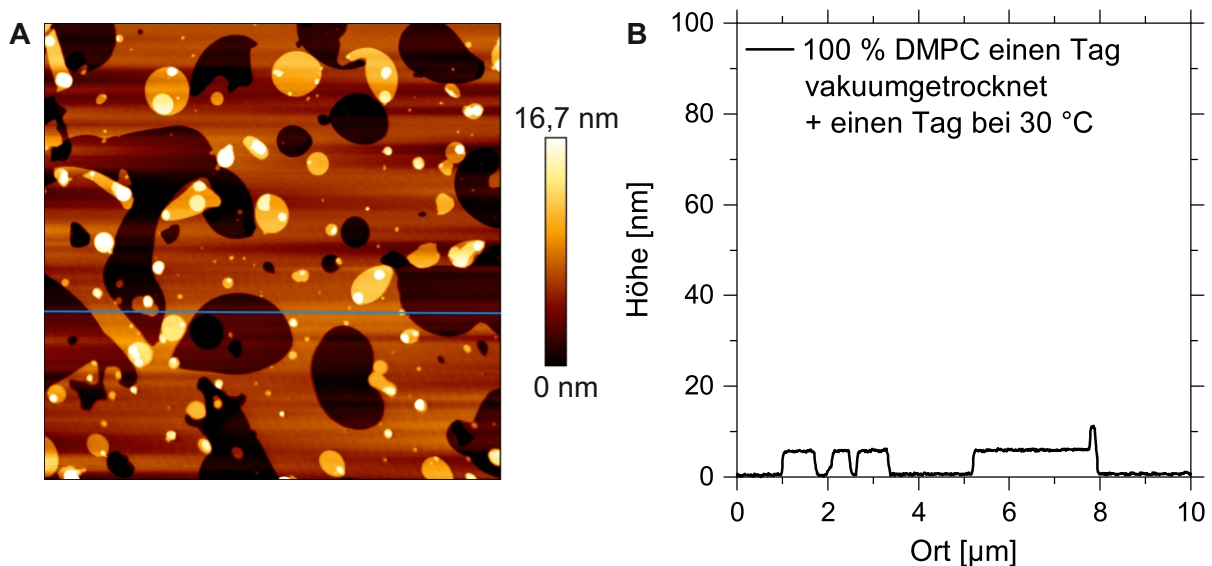 A
16,7 nm
0 nm
B
100 % DMPC einen Tag
vakuumgetrocknet
+ einen Tag bei 30 °C
Höhe [nm]
100
80
60
40
20
0
0 2 4 6 8 10
Ort [µm]